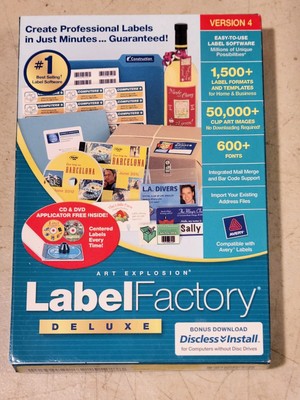 Create Professional Labels
in Just Minutes... Guaranteed!
VERSION 4
EASY-TO-USE
LABEL SOFTWARE
Millions of Unique
Possibilities!
#1
Best Selling
Label Software
Construction
1,500+
LABEL FORMATS
AND TEMPLATES
for Home & Business
50,000+
CLIP ART IMAGES
No Downloading Required!
600+
FONTS
Integrated Mail Merge
and Bar Code Support
Import Your Existing
Address Files
AVERY
Compatible with
Avery Labels
BARCELONA
BARCELONA
L.A. DIVERS
Sally
CD & DVD
APPLICATOR FREE INSIDE!
Centered
Labels
Every
Time!
ART EXPLOSION®
LabelFactory®
DELUXE
BONUS DOWNLOAD
Discless Install
for Computers without Disc Drives